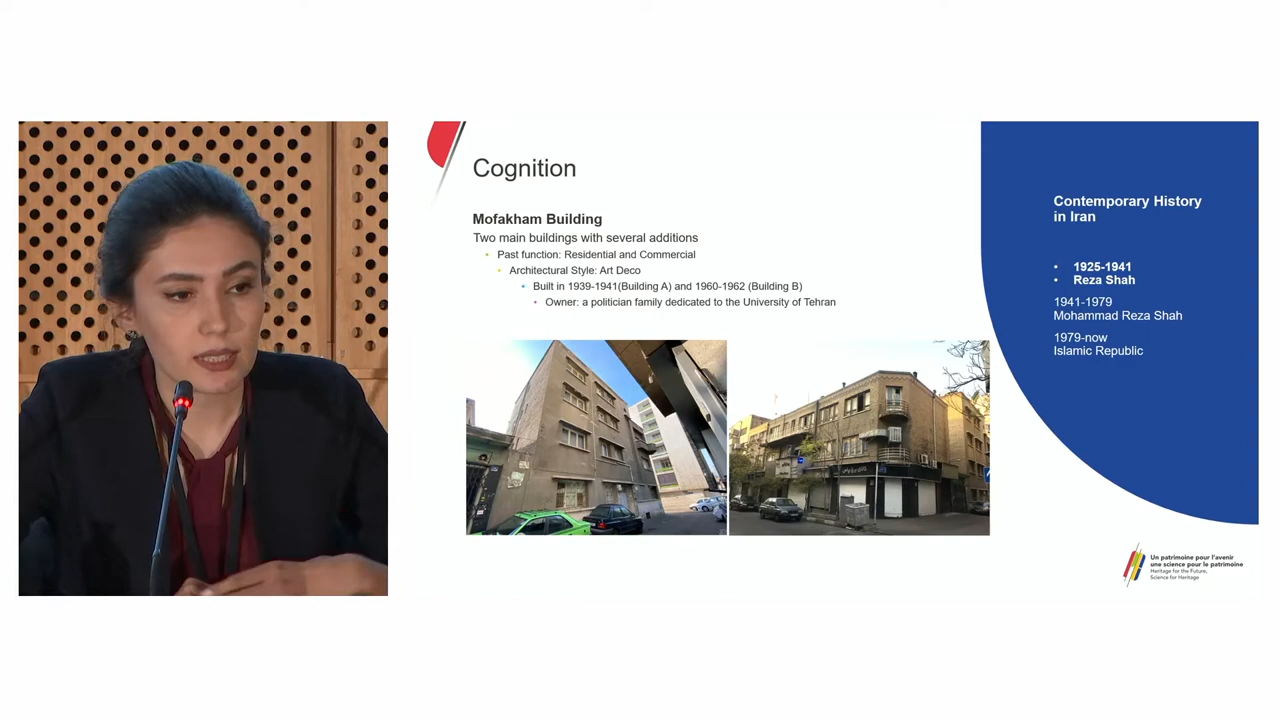 Cognition
Mofakham Building
Two main buildings with several additions
• Past function: Residential and Commercial
• Architectural Style: Art Deco
• Built in 1939-1941(Building A) and 1960-1962 (Building B)
• Owner: a politician family dedicated to the University of Tehran
Contemporary History
in Iran
• 1925-1941
• Reza Shah
1941-1979
Mohammad Reza Shah
1979-now
Islamic Republic
Un patrimoine pour l'avenir
une science pour le patrimoine
Heritage for the Future,
Science for Heritage